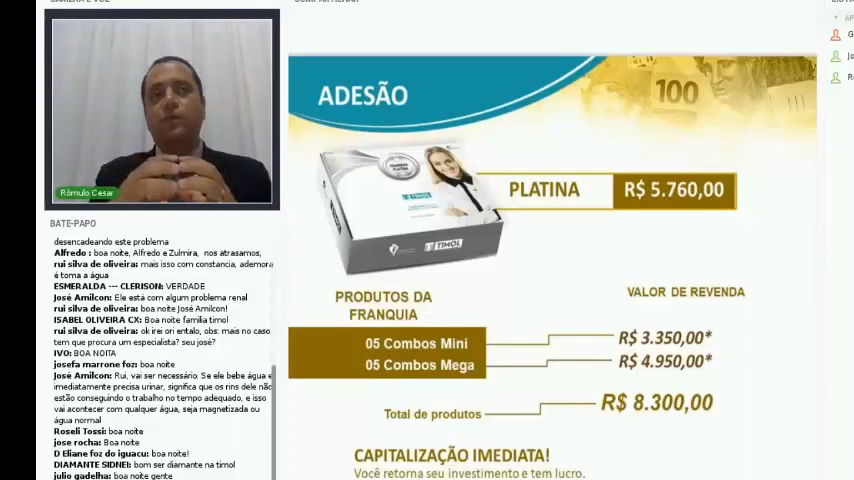 ADESÃO
100
PLATINA
R$ 5.760,00
TIMOL
PRODUTOS DA
FRANQUIA
VALOR DE REVENDA
05 Combos Mini
R$ 3.350,00*
05 Combos Mega
R$ 4.950,00*
Total de produtos
R$ 8.300,00
CAPITALIZAÇÃO IMEDIATA!
Você retorna seu investimento e tem lucro.
Rômulo Cesar
BATE-PAPO
desencadeando este problema
Alfredo : boa noite, Alfredo e Zulmira, nos atrasamos,
rui silva de oliveira: mais isso com constancia, ademora
é toma a água
ESMERALDA --- CLERISON: VERDADE
José Amilcon: Ele está com algum problema renal
rui silva de oliveira: boa noite José Amilcon!
ISABEL OLIVEIRA CX: Boa noite familia timol
rui silva de oliveira: ok irei ori entalo, obs: mais no caso
tem que procura um especialista? seu josé?
IVO: BOA NOITA
josefa marrone foz: boa noite
José Amilcon: Rui, vai ser necessário. Se ele bebe água e
imediatamente precisa urinar, significa que os rins dele não
estão conseguindo o trabalho no tempo adequado, e isso
vai acontecer com qualquer água, seja magnetizada ou
água normal
Roseli Tossi: boa noite
jose rocha: Boa noite
D Eliane foz do iguacu: boa noite!
DIAMANTE SIDNEI: bom ser diamante na timol
julio gadelha: boa noite gente